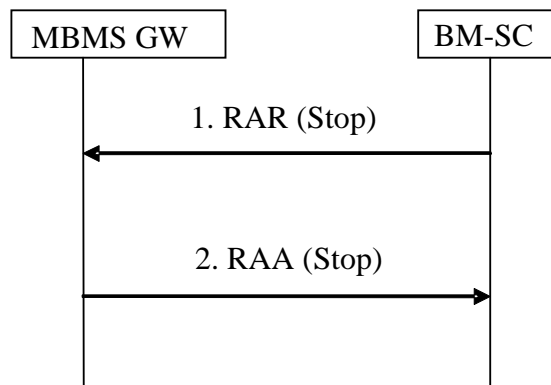 MBMS GW
BM-SC
1. RAR (Stop)
2. RAA (Stop)